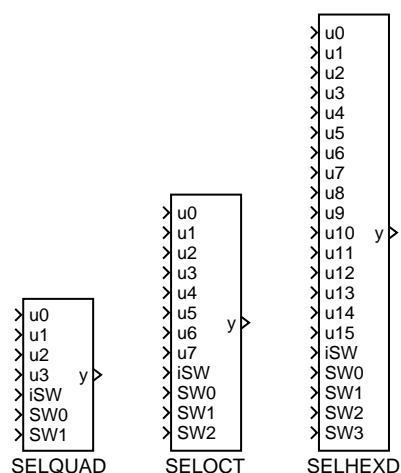 u0
u1
u2
u3
y
iSW
SW0
SW1
SELQUAD
u0
u1
u2
u3
u4
u5
u6
y
u7
iSW
SW0
SW1
SW2
SELOCT
u0
u1
u2
u3
u4
u5
u6
u7
u8
u9
u10
y
u11
u12
u13
u14
u15
iSW
SW0
SW1
SW2
SW3
SELHEXD